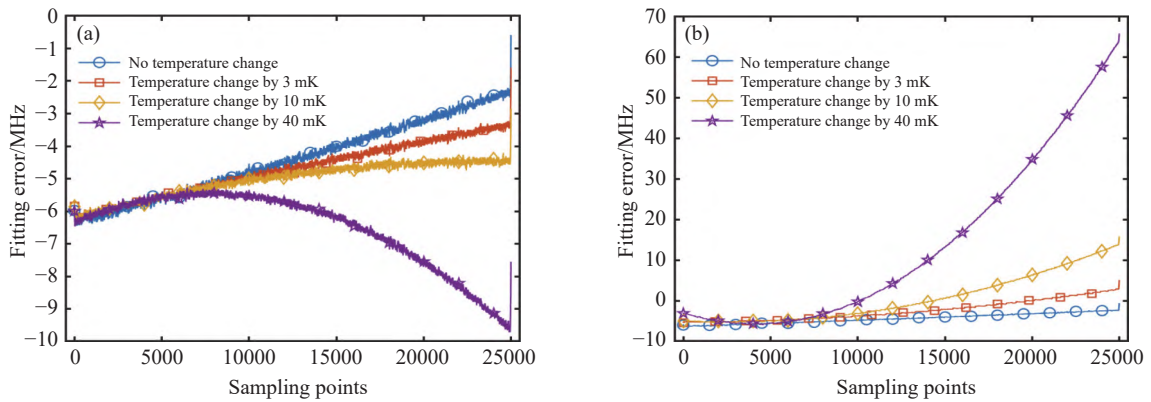 (a)
No temperature change
Temperature change by 3 mK
Temperature change by 10 mK
Temperature change by 40 mK
Fitting error/MHz
0
−1
−2
−3
−4
−5
−6
−7
−8
−9
−10
0 5000 10000 15000 20000 25000
Sampling points
(b)
No temperature change
Temperature change by 3 mK
Temperature change by 10 mK
Temperature change by 40 mK
Fitting error/MHz
70
60
50
40
30
20
10
0
−10
0 5000 10000 15000 20000 25000
Sampling points